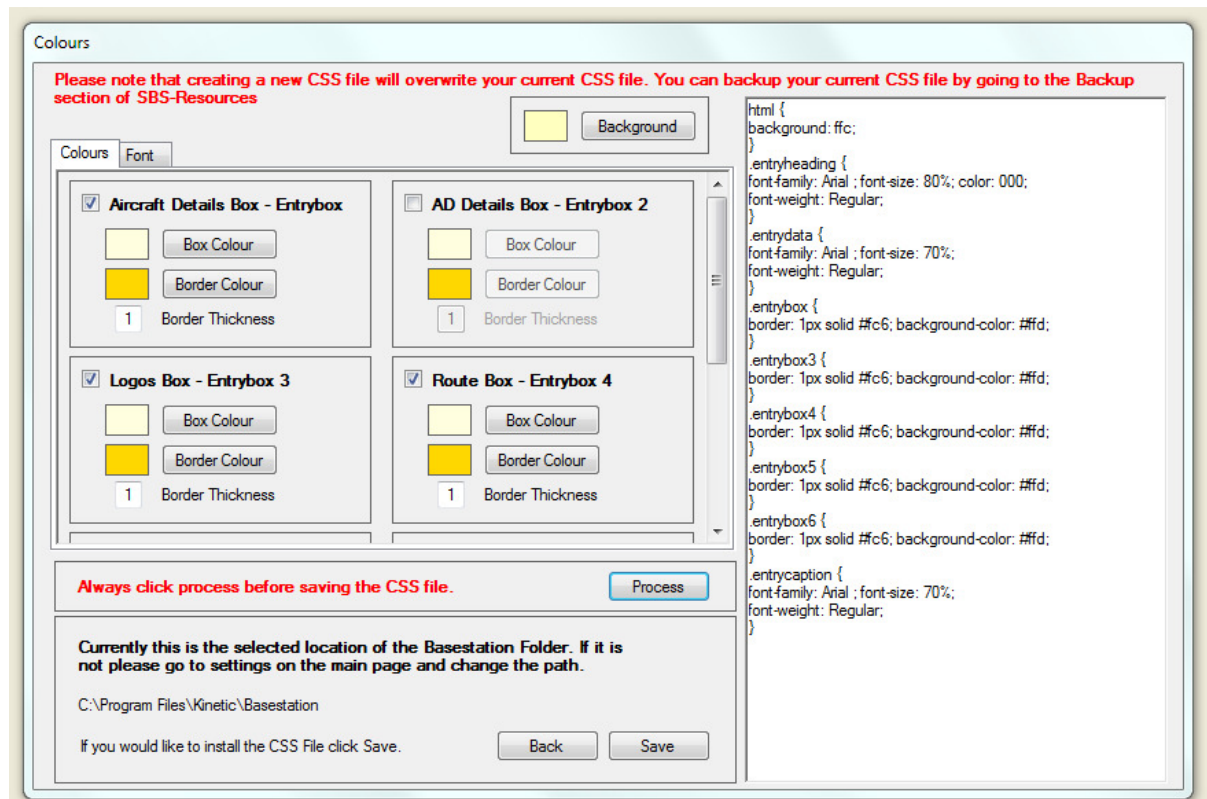 Colours
Please note that creating a new CSS file will overwrite your current CSS file. You can backup your current CSS file by going to the Backup
section of SBS-Resources
Background
Colours
Font
Aircraft Details Box - Entrybox
Box Colour
Border Colour
1 Border Thickness
AD Details Box - Entrybox 2
Box Colour
Border Colour
1 Border Thickness
Logos Box - Entrybox 3
Box Colour
Border Colour
1 Border Thickness
Route Box - Entrybox 4
Box Colour
Border Colour
1 Border Thickness
Always click process before saving the CSS file.
Process
Currently this is the selected location of the Basestation Folder. If it is
not please go to settings on the main page and change the path.
C:\Program Files\Kinetic\Basestation
If you would like to install the CSS File click Save.
Back
Save
html {
background: ffc;
}
.entryheading {
font-family: Arial ; font-size: 80%; color: 000;
font-weight: Regular;
}
.entrydata {
font-family: Arial ; font-size: 70%;
font-weight: Regular;
}
.entrybox {
border: 1px solid #fc6; background-color: #ffd;
}
.entrybox3 {
border: 1px solid #fc6; background-color: #ffd;
}
.entrybox4 {
border: 1px solid #fc6; background-color: #ffd;
}
.entrybox5 {
border: 1px solid #fc6; background-color: #ffd;
}
.entrybox6 {
border: 1px solid #fc6; background-color: #ffd;
}
.entrycaption {
font-family: Arial ; font-size: 70%;
font-weight: Regular;
}